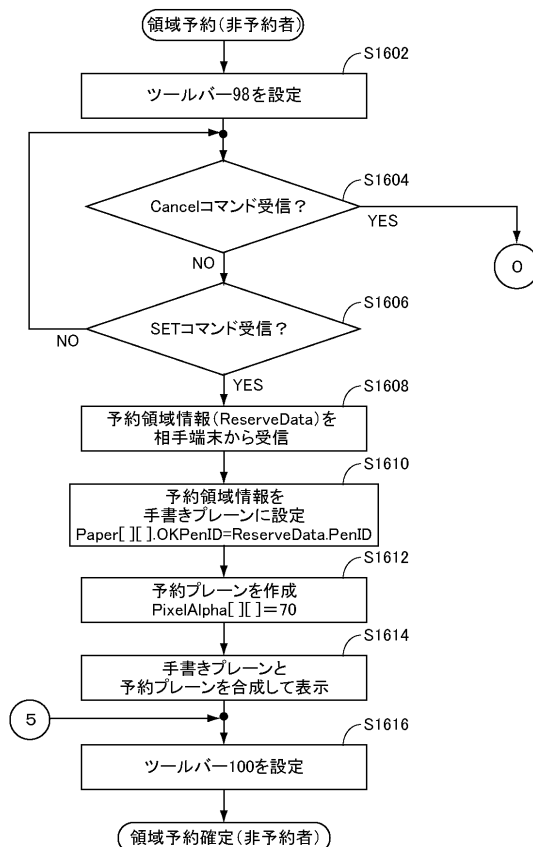 領域予約(非予約者)
S1602
ツールバー98を設定
S1604
Cancelコマンド受信?
YES
O
NO
S1606
SETコマンド受信?
NO
YES
S1608
予約領域情報(ReserveData)を
相手端末から受信
S1610
予約領域情報を
手書きプレーンに設定
Paper[ ][ ].OKPenID=ReserveData.PenID
S1612
予約プレーンを作成
PixelAlpha[ ][ ]=70
S1614
手書きプレーンと
予約プレーンを合成して表示
5
S1616
ツールバー100を設定
領域予約確定(非予約者)